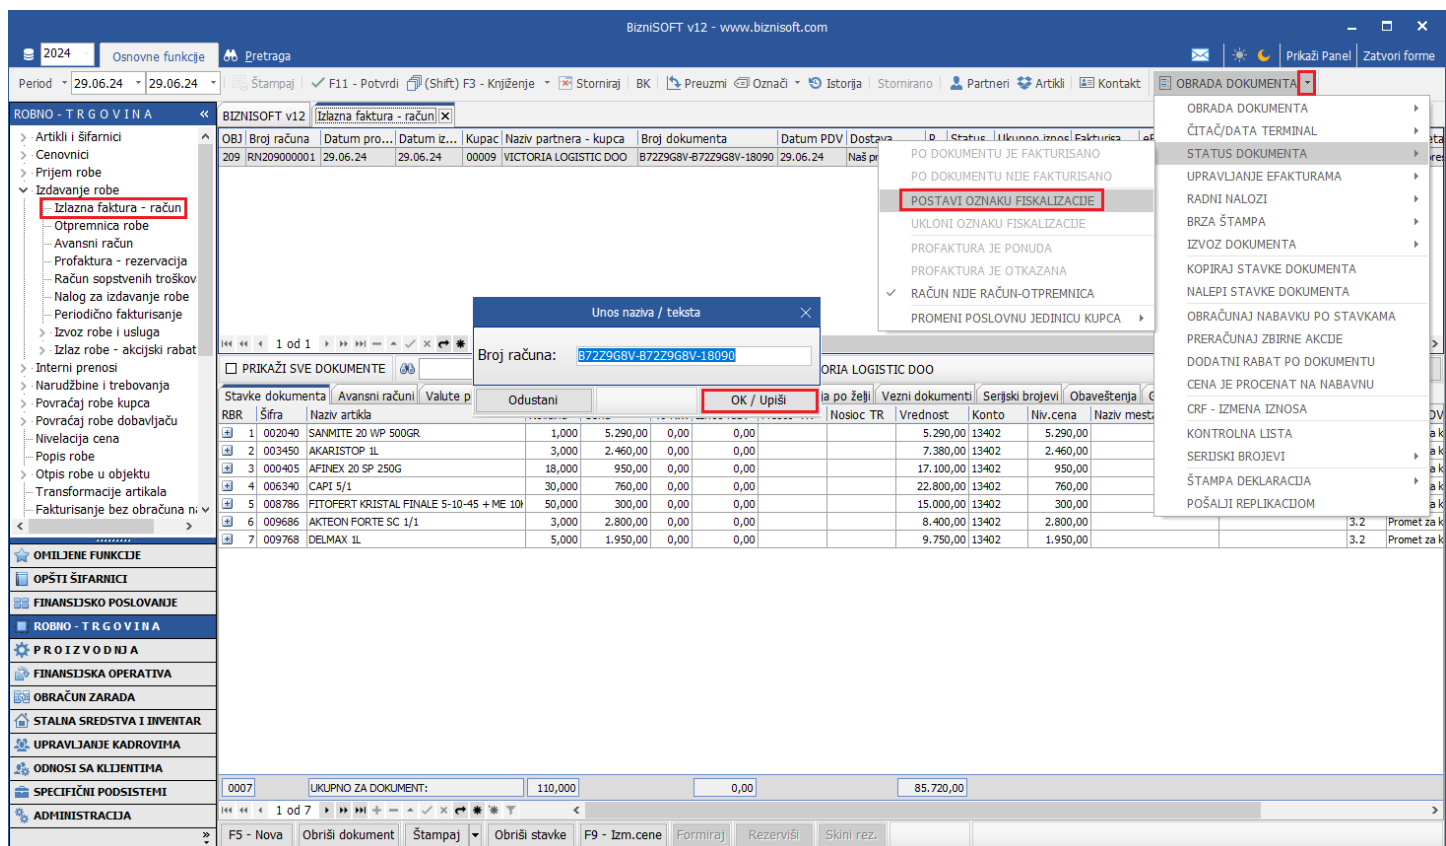 BizniSOFT v12 - www.biznisoft.com
2024 Osnovne funkcije Pretraga Prikaži Panel Zatvori forme
Period 29.06.24 29.06.24 Štampaj F11 - Potvrdi (Shift) F3 - Knjiženje Storniraj BK Preuzmi Označi Istorija Stornirano Partneri Artikli Kontakt OBRADA DOKUMENTA
ROBNO - T R G O V I N A «
Artikli i šifarnici
Cenovnici
Prijem robe
Izdavanje robe
Izlazna faktura - račun
Otpremnica robe
Avansni račun
Profaktura - rezervacija
Račun sopstvenih troškov
Nalog za izdavanje robe
Periodično fakturisanje
Izvoz robe i usluga
Izlaz robe - akcijski rabat
Interni prenosi
Narudžbine i trebovanja
Povraćaj robe kupca
Povraćaj robe dobavljaču
Nivelacija cena
Popis robe
Otpis robe u objektu
Transformacije artikala
Fakturisanje bez obračuna n
OMILJENE FUNKCIJE
OPŠTI ŠIFARNICI
FINANSIJSKO POSLOVANJE
ROBNO - T R G O V I N A
P R O I Z V O D NJ A
FINANSIJSKA OPERATIVA
OBRAČUN ZARADA
STALNA SREDSTVA I INVENTAR
UPRAVLJANJE KADROVIMA
ODNOSI SA KLIJENTIMA
SPECIFIČNI PODSISTEMI
ADMINISTRACIJA
»
BIZNISOFT v12 Izlazna faktura - račun
OBJ Broj računa Datum pro... Datum iz... Kupac Naziv partnera - kupca Broj dokumenta Datum PDV Dostava P Status Ukupno iznos Fakturisa
209 RN209000001 29.06.24 29.06.24 00009 VICTORIA LOGISTIC DOO B72Z9G8V-B72Z9G8V-18090 29.06.24 Naš pr
PO DOKUMENTU JE FAKTURISANO
PO DOKUMENTU NIJE FAKTURISANO
POSTAVI OZNAKU FISKALIZACIJE
UKLONI OZNAKU FISKALIZACIJE
PROFAKTURA JE PONUDA
PROFAKTURA JE OTKAZANA
RAČUN NIJE RAČUN-OTPREMNICA
PROMENI POSLOVNU JEDINICU KUPCA
OBRADA DOKUMENTA
ČITAČ/DATA TERMINAL
STATUS DOKUMENTA
UPRAVLJANJE EFAKTURAMA
RADNI NALOZI
BRZA ŠTAMPA
IZVOZ DOKUMENTA
KOPIRAJ STAVKE DOKUMENTA
NALEPI STAVKE DOKUMENTA
OBRAČUNAJ NABAVKU PO STAVKAMA
PRERAČUNAJ ZBIRNE AKCIJE
DODATNI RABAT PO DOKUMENTU
CENA JE PROCENAT NA NABAVNU
CRF - IZMENA IZNOSA
KONTROLNA LISTA
SERIJSKI BROJEVI
ŠTAMPA DEKLARACIJA
POŠALJI REPLIKACIJOM
Unos naziva / teksta
Broj računa: B72Z9G8V-B72Z9G8V-18090
Odustani OK / Upiši
1 od 1
PRIKAŽI SVE DOKUMENTE ORIA LOGISTIC DOO
Stavke dokumenta Avansni računi Valute p ja po želji Vezni dokumenti Serijski brojevi Obaveštenja
RBR Šifra Naziv artikla Nosioc TR Vrednost Konto Niv.cena Naziv mest
1 002040 SANMITE 20 WP 500GR 1,000 5.290,00 0,00 0,00 5.290,00 13402 5.290,00
2 003450 AKARISTOP 1L 3,000 2.460,00 0,00 0,00 7.380,00 13402 2.460,00
3 000405 AFINEX 20 SP 250G 18,000 950,00 0,00 0,00 17.100,00 13402 950,00
4 006340 CAPI 5/1 30,000 760,00 0,00 0,00 22.800,00 13402 760,00
5 008786 FITOFERT KRISTAL FINALE 5-10-45 + ME 10 50,000 300,00 0,00 0,00 15.000,00 13402 300,00
6 009686 AKTEON FORTE SC 1/1 3,000 2.800,00 0,00 0,00 8.400,00 13402 2.800,00 3.2 Promet za k
7 009768 DELMAX 1L 5,000 1.950,00 0,00 0,00 9.750,00 13402 1.950,00 3.2 Promet za k
0007 UKUPNO ZA DOKUMENT: 110,000 0,00 85.720,00
1 od 7
F5 - Nova Obriši dokument Štampaj Obriši stavke F9 - Izm.cene Formiraj Rezerviši Skini rez.